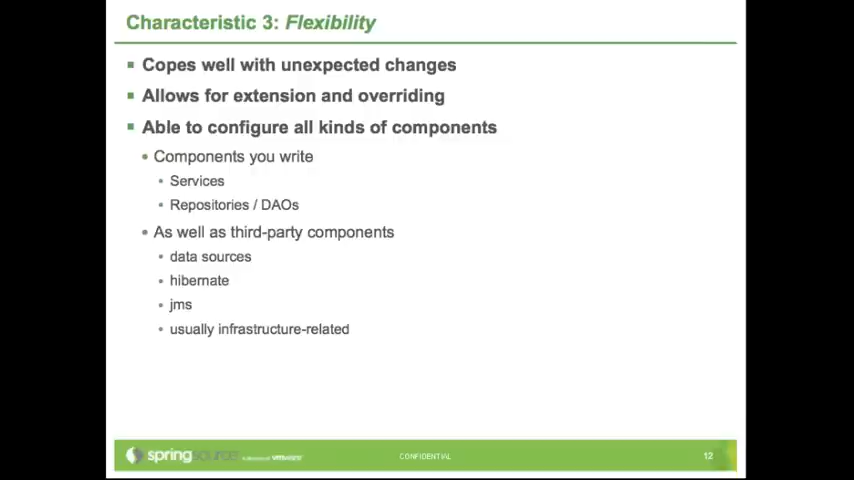 Characteristic 3: Flexibility
Copes well with unexpected changes
Allows for extension and overriding
Able to configure all kinds of components
Components you write
Services
Repositories / DAOs
As well as third-party components
data sources
hibernate
jms
usually infrastructure-related
springsource
vmware
CONFIDENTIAL
12